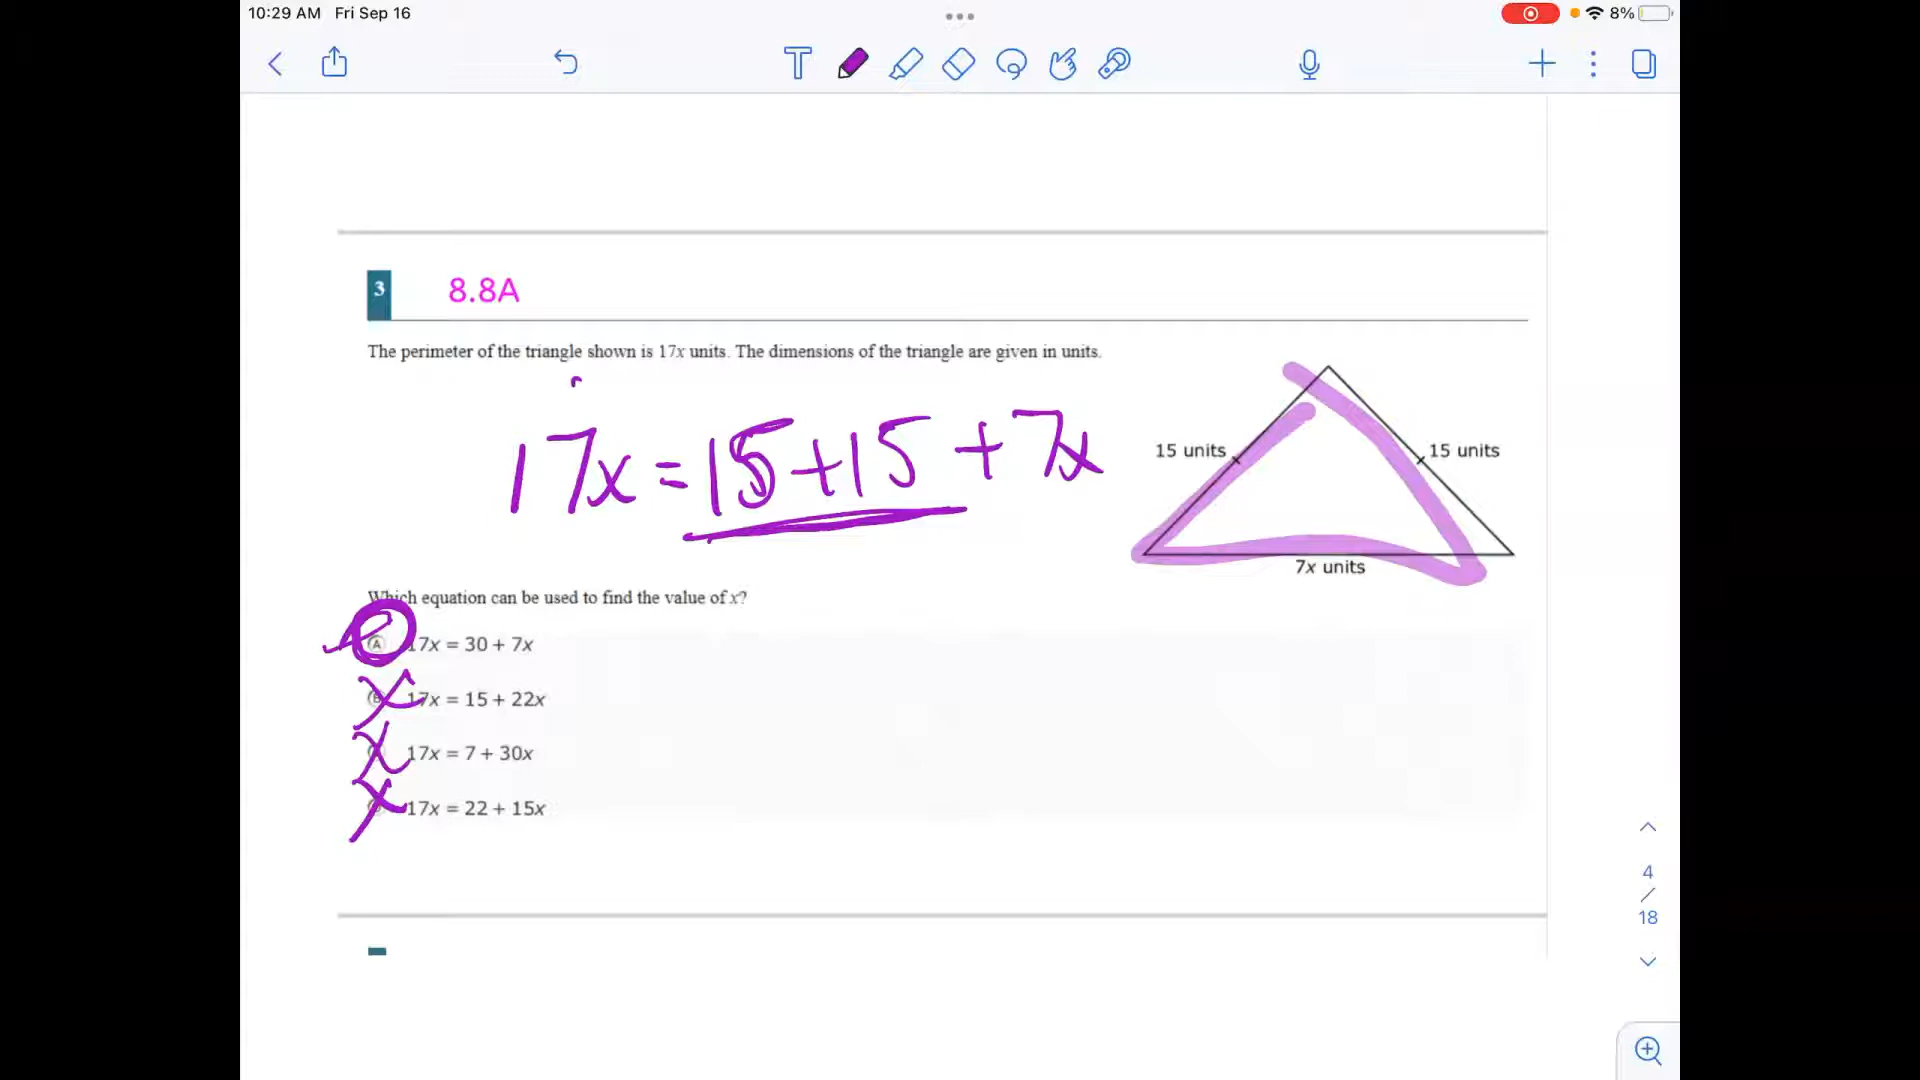 10:29 AM Fri Sep 16
8%
T
3 8.8A
The perimeter of the triangle shown is 17x units. The dimensions of the triangle are given in units.
17x = 15 + 15 + 7x
15 units
15 units
7x units
Which equation can be used to find the value of x?
A 17x = 30 + 7x
B 17x = 15 + 22x
17x = 7 + 30x
17x = 22 + 15x
4
/
18